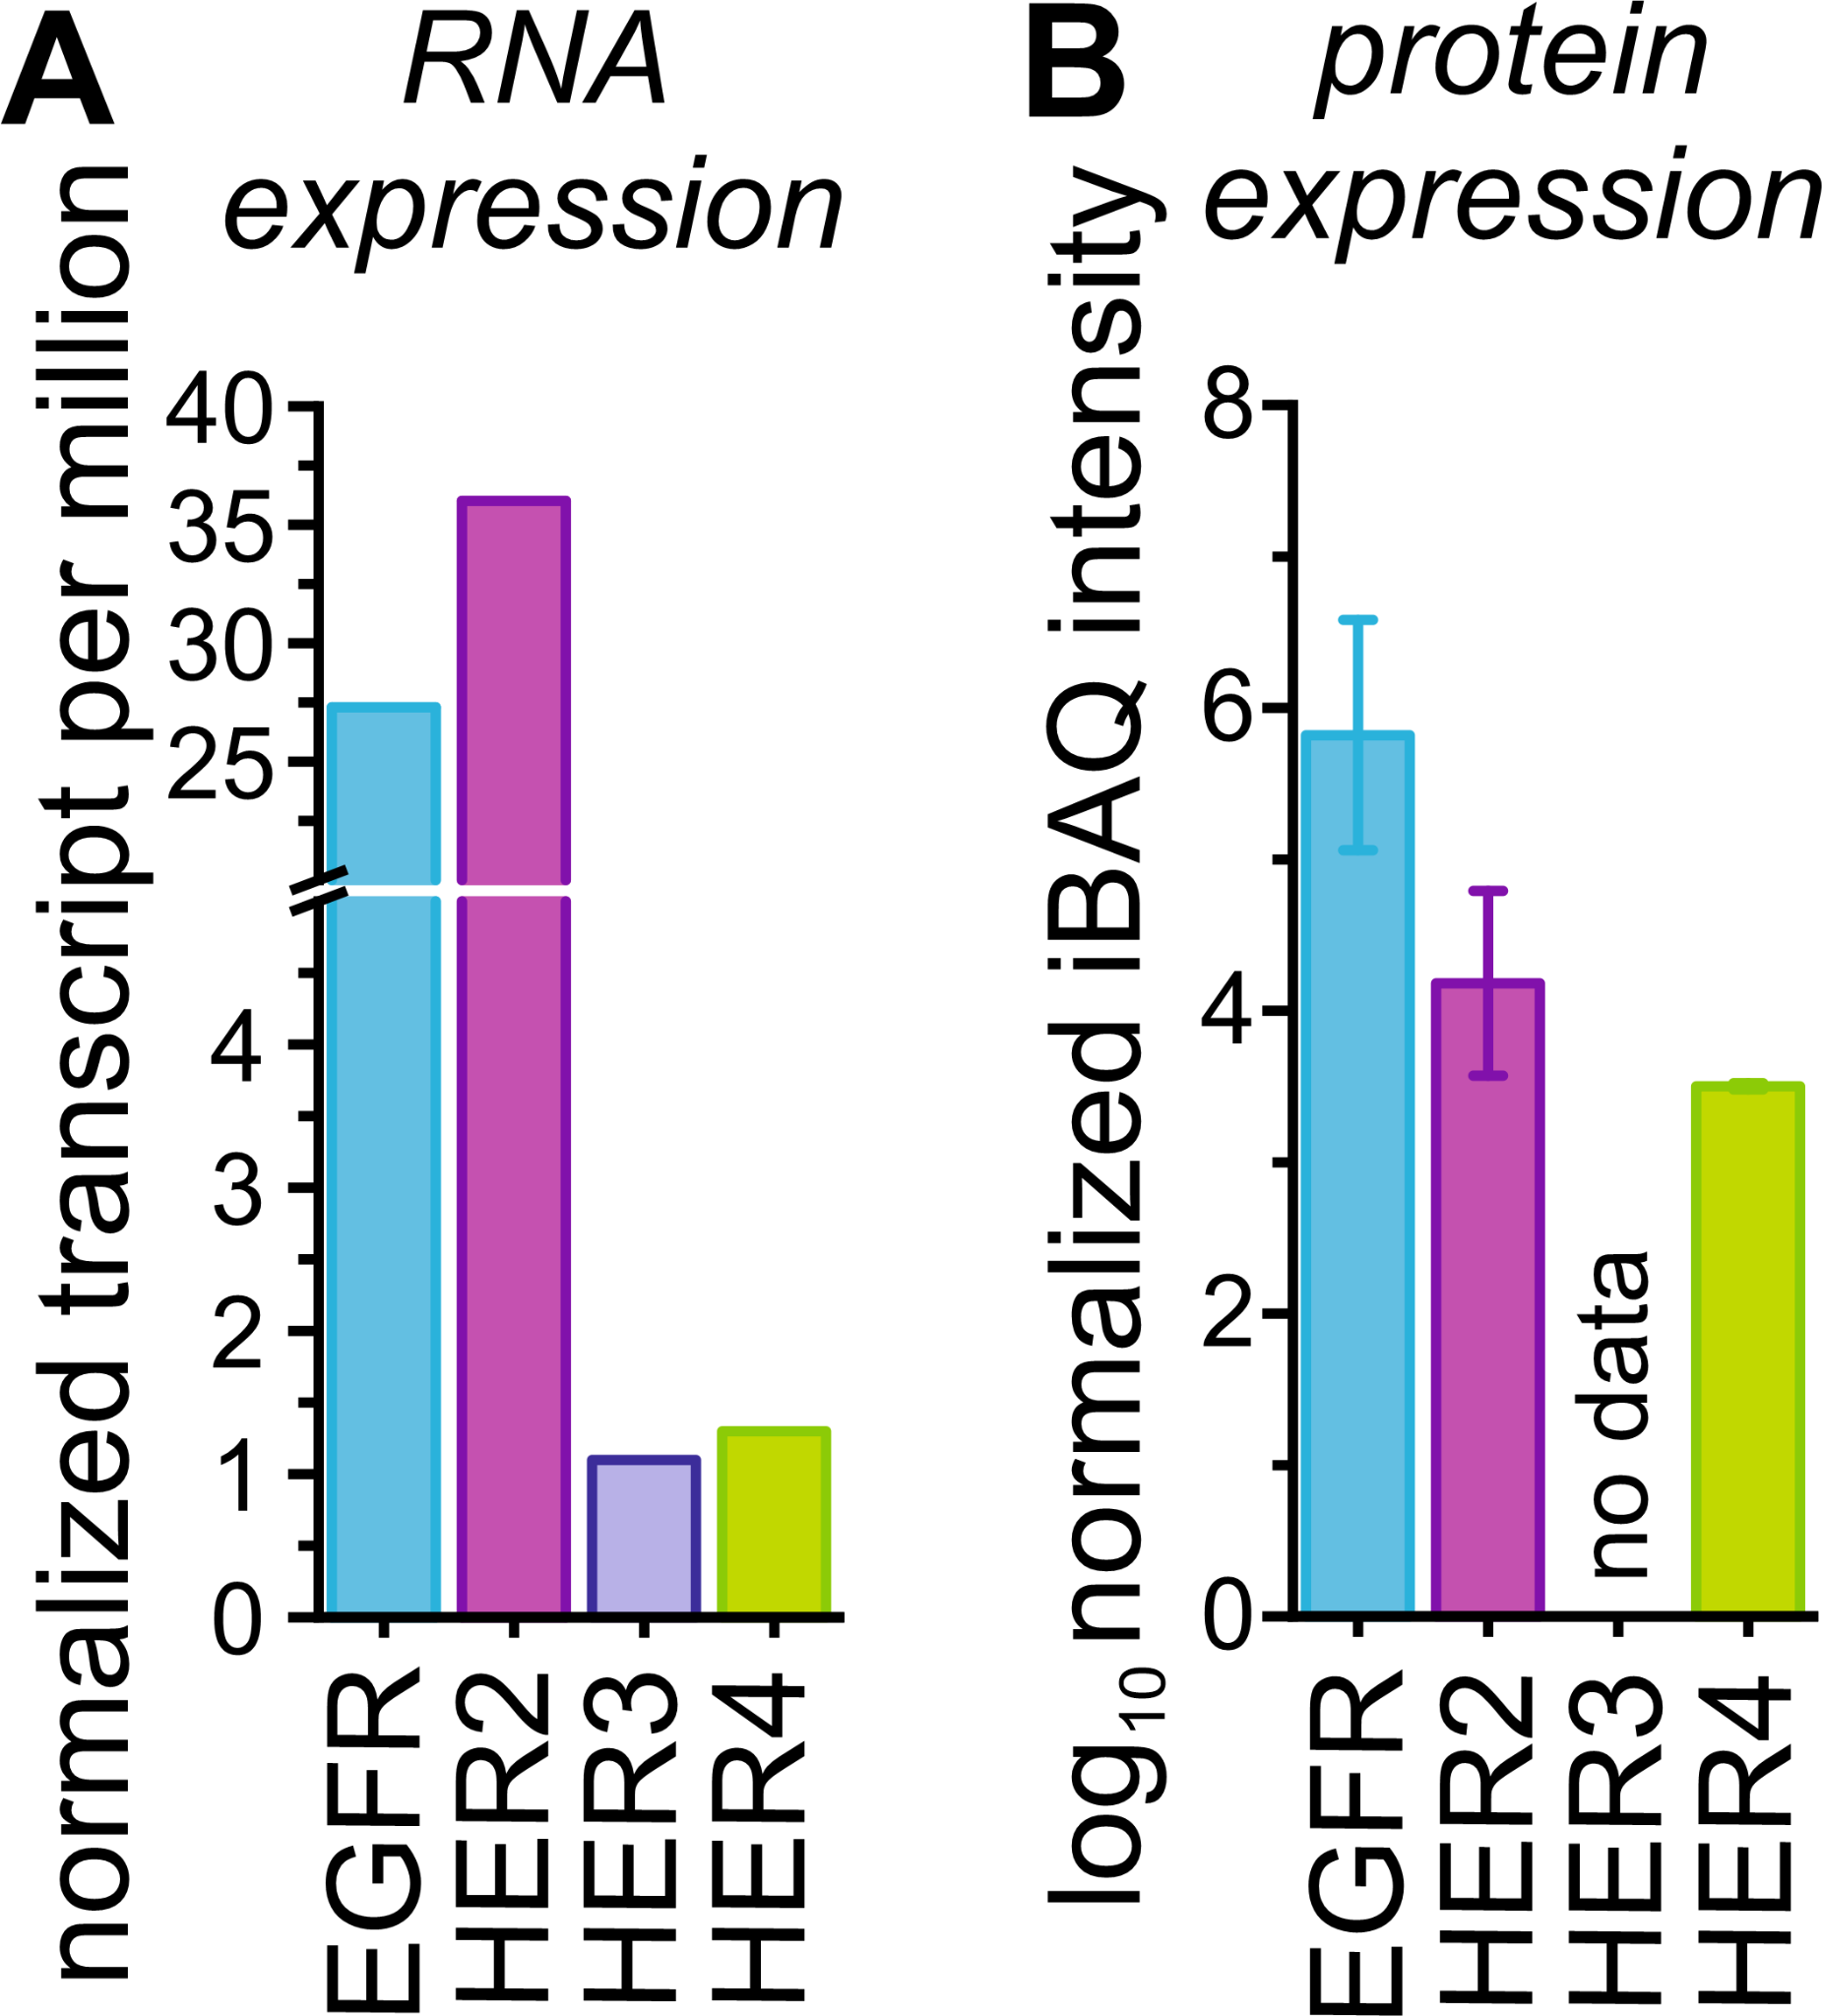 A
RNA
expression
normalized transcript per million
40
35
30
25
4
3
2
1
0
EGFR
HER2
HER3
HER4
B
protein
expression
log10 normalized iBAQ intensity
8
6
4
2
0
no data
EGFR
HER2
HER3
HER4